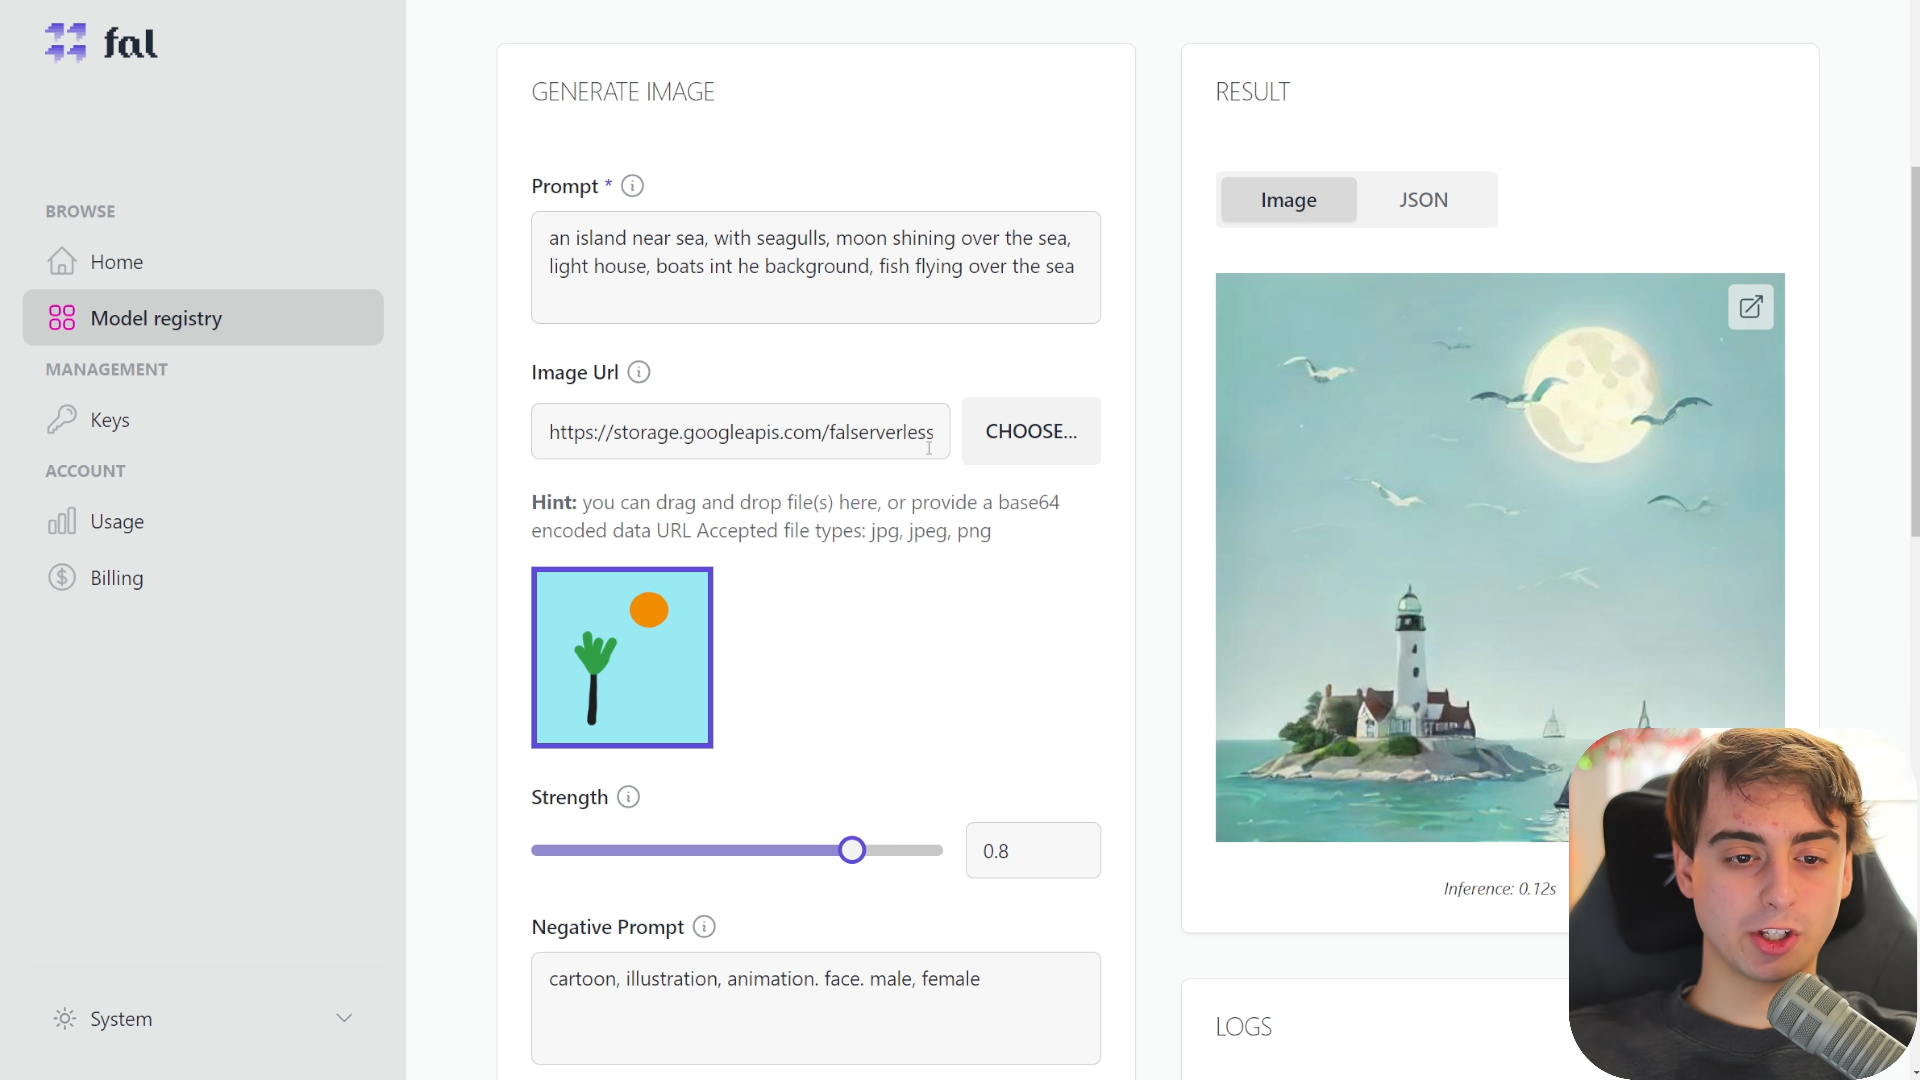 fal
BROWSE
Home
Model registry
MANAGEMENT
Keys
ACCOUNT
Usage
Billing
System
GENERATE IMAGE
Prompt *
an island near sea, with seagulls, moon shining over the sea,
light house, boats int he background, fish flying over the sea
Image Url
https://storage.googleapis.com/falserverless
CHOOSE...
Hint: you can drag and drop file(s) here, or provide a base64
encoded data URL Accepted file types: jpg, jpeg, png
Strength
0.8
Negative Prompt
cartoon, illustration, animation. face. male, female
RESULT
Image
JSON
Inference: 0.12s
LOGS